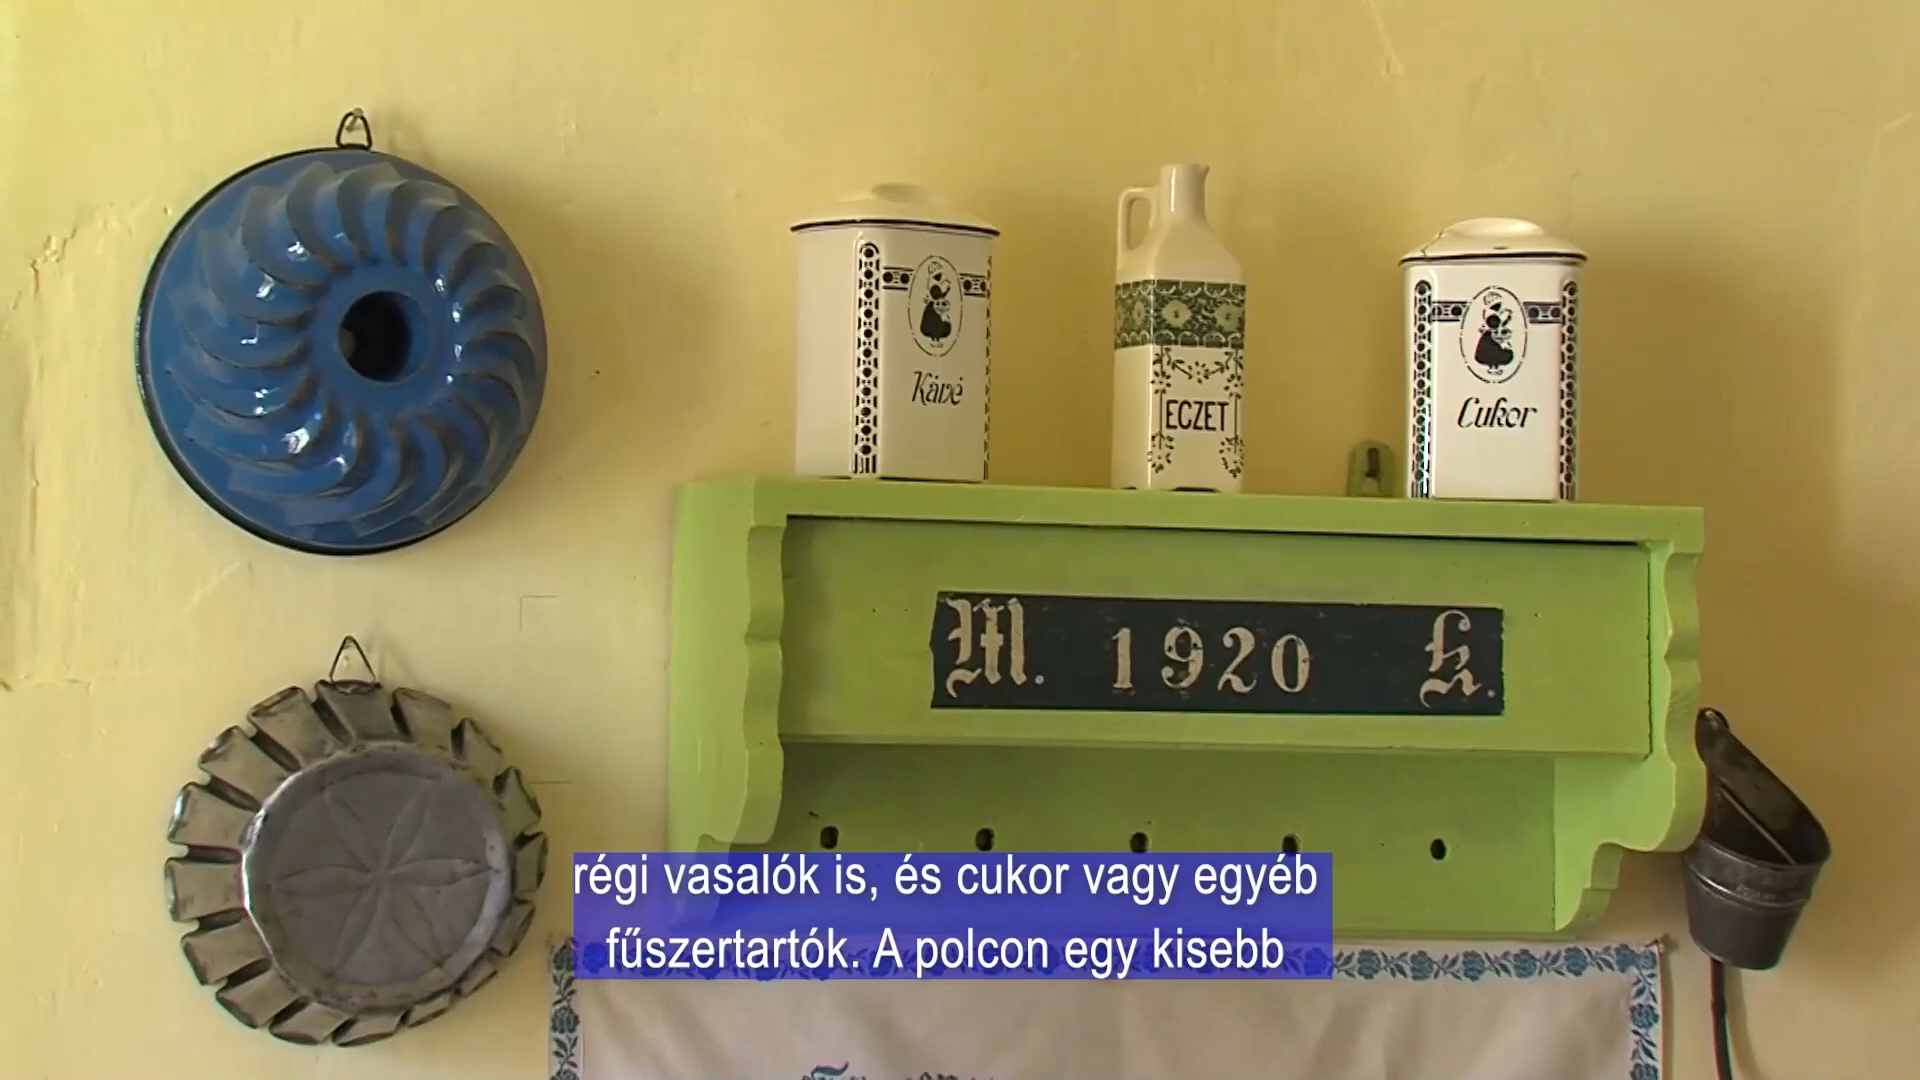 Kávé
ECZET
Cukor
M. 1920 K.
régi vasalók is, és cukor vagy egyéb
fűszertartók. A polcon egy kisebb